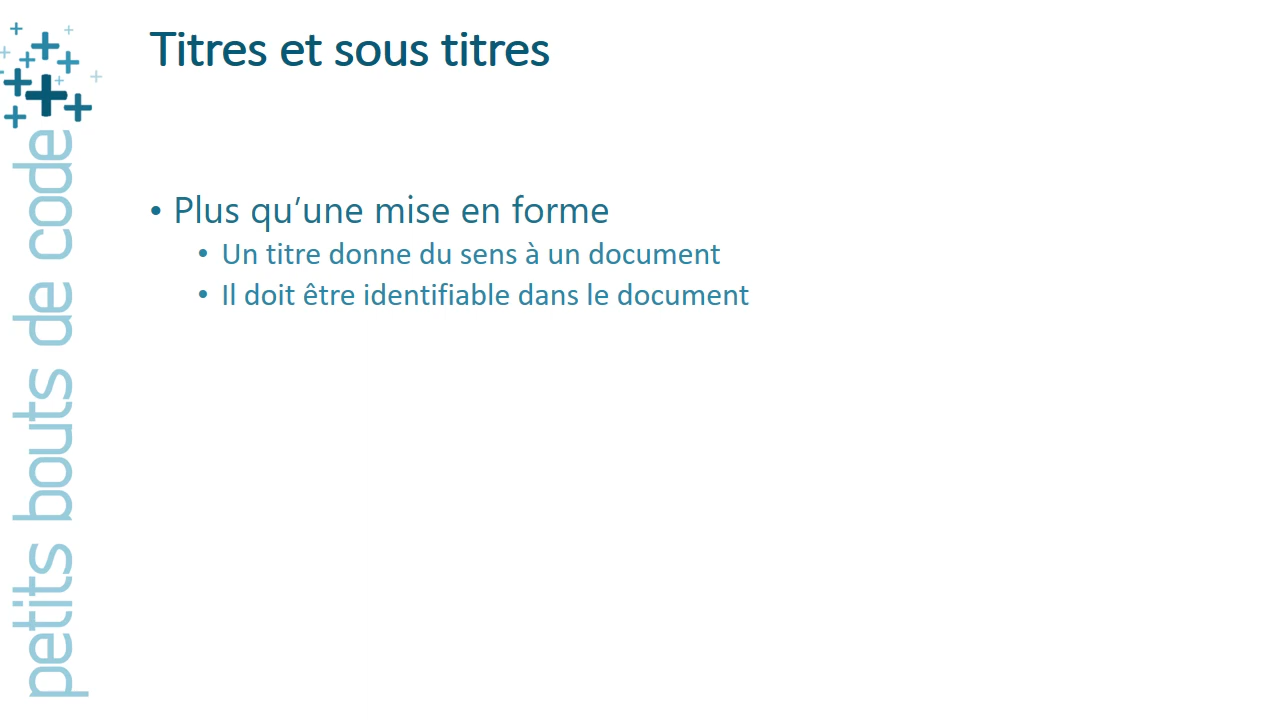 Titres et sous titres
• Plus qu’une mise en forme
• Un titre donne du sens à un document
• Il doit être identifiable dans le document
petits bouts de code